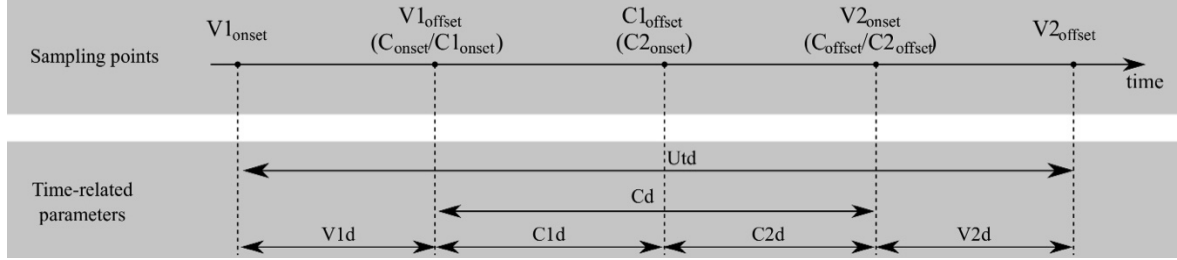 V1onset
V1offset
(Conset/C1onset)
C1offset
(C2onset)
V2onset
(Coffset/C2offset)
V2offset
Sampling points
time
Utd
Time-related
parameters
Cd
V1d
C1d
C2d
V2d